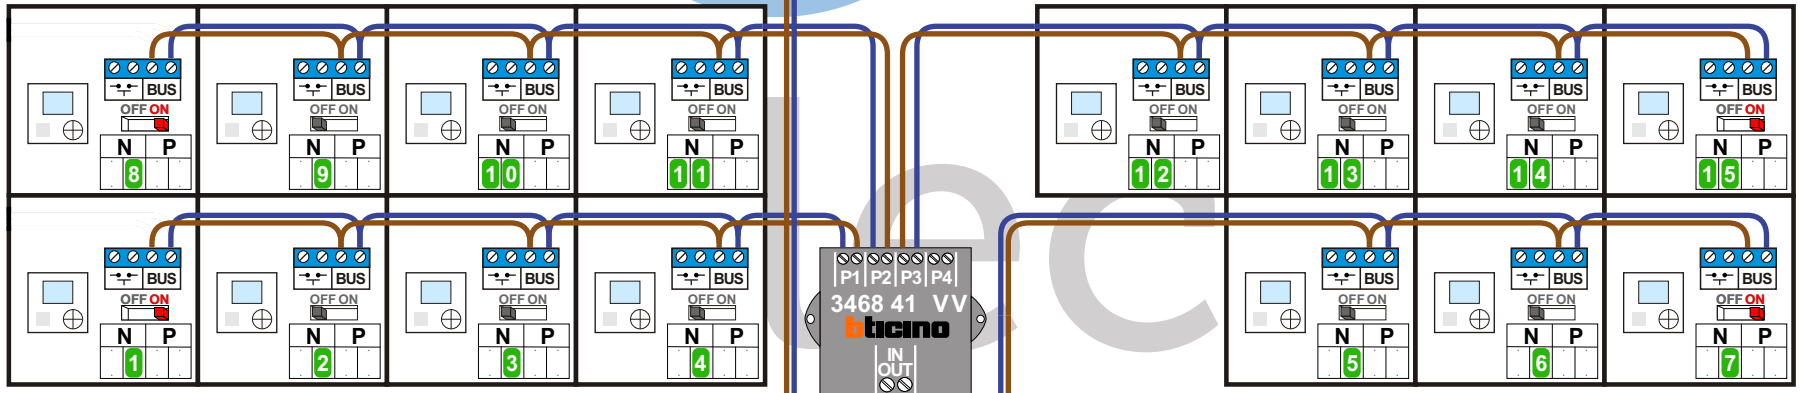 BUS BUS BUS BUS BUS BUS BUS BUS
OFF ON OFF ON OFF ON OFF ON OFF ON OFF ON OFF ON OFF ON
N P N P N P N P N P N P N P N P
8 9 10 11 12 13 14 15
BUS BUS BUS BUS BUS BUS BUS
OFF ON OFF ON OFF ON OFF ON OFF ON OFF ON OFF ON
N P N P N P N P N P N P N P
1 2 3 4 5 6 7
P1 P2 P3 P4
3468 41 VV
bticino
IN
OUT
lec